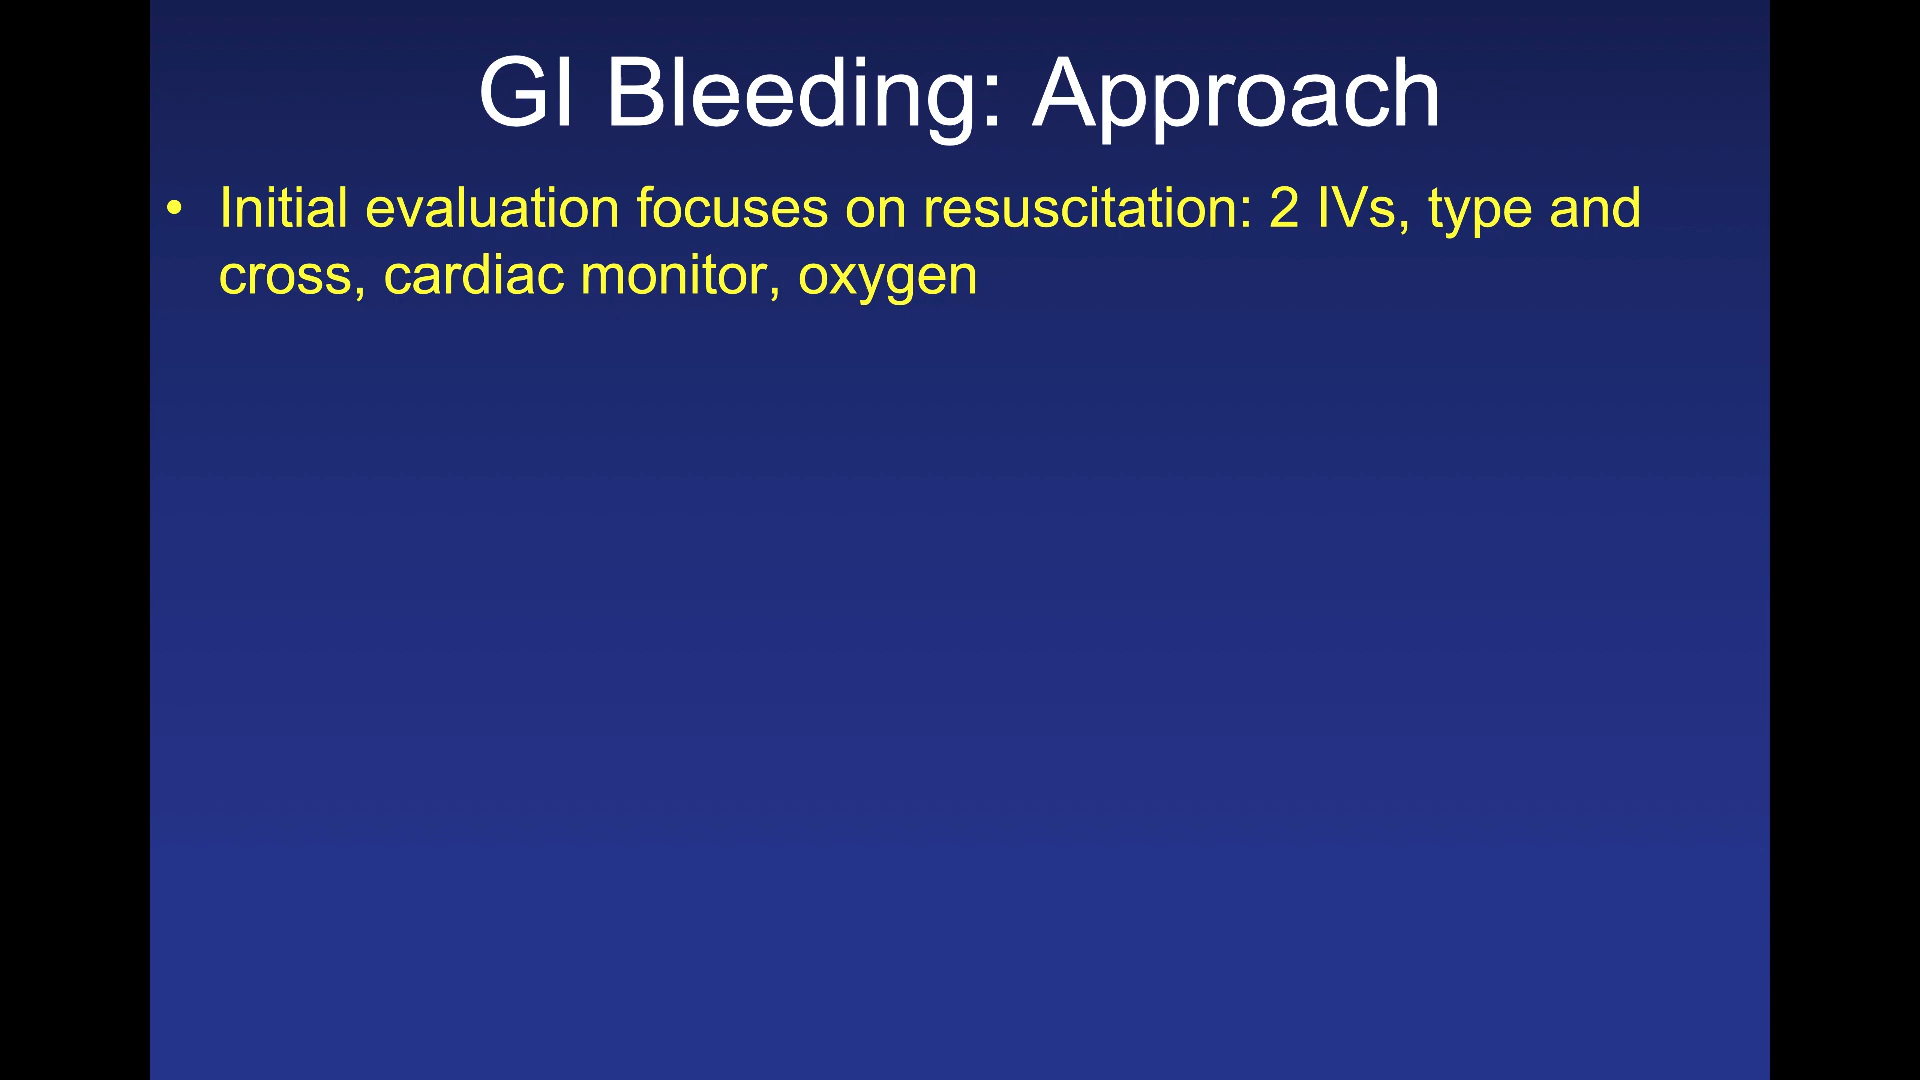 GI Bleeding: Approach
• Initial evaluation focuses on resuscitation: 2 IVs, type and
cross, cardiac monitor, oxygen